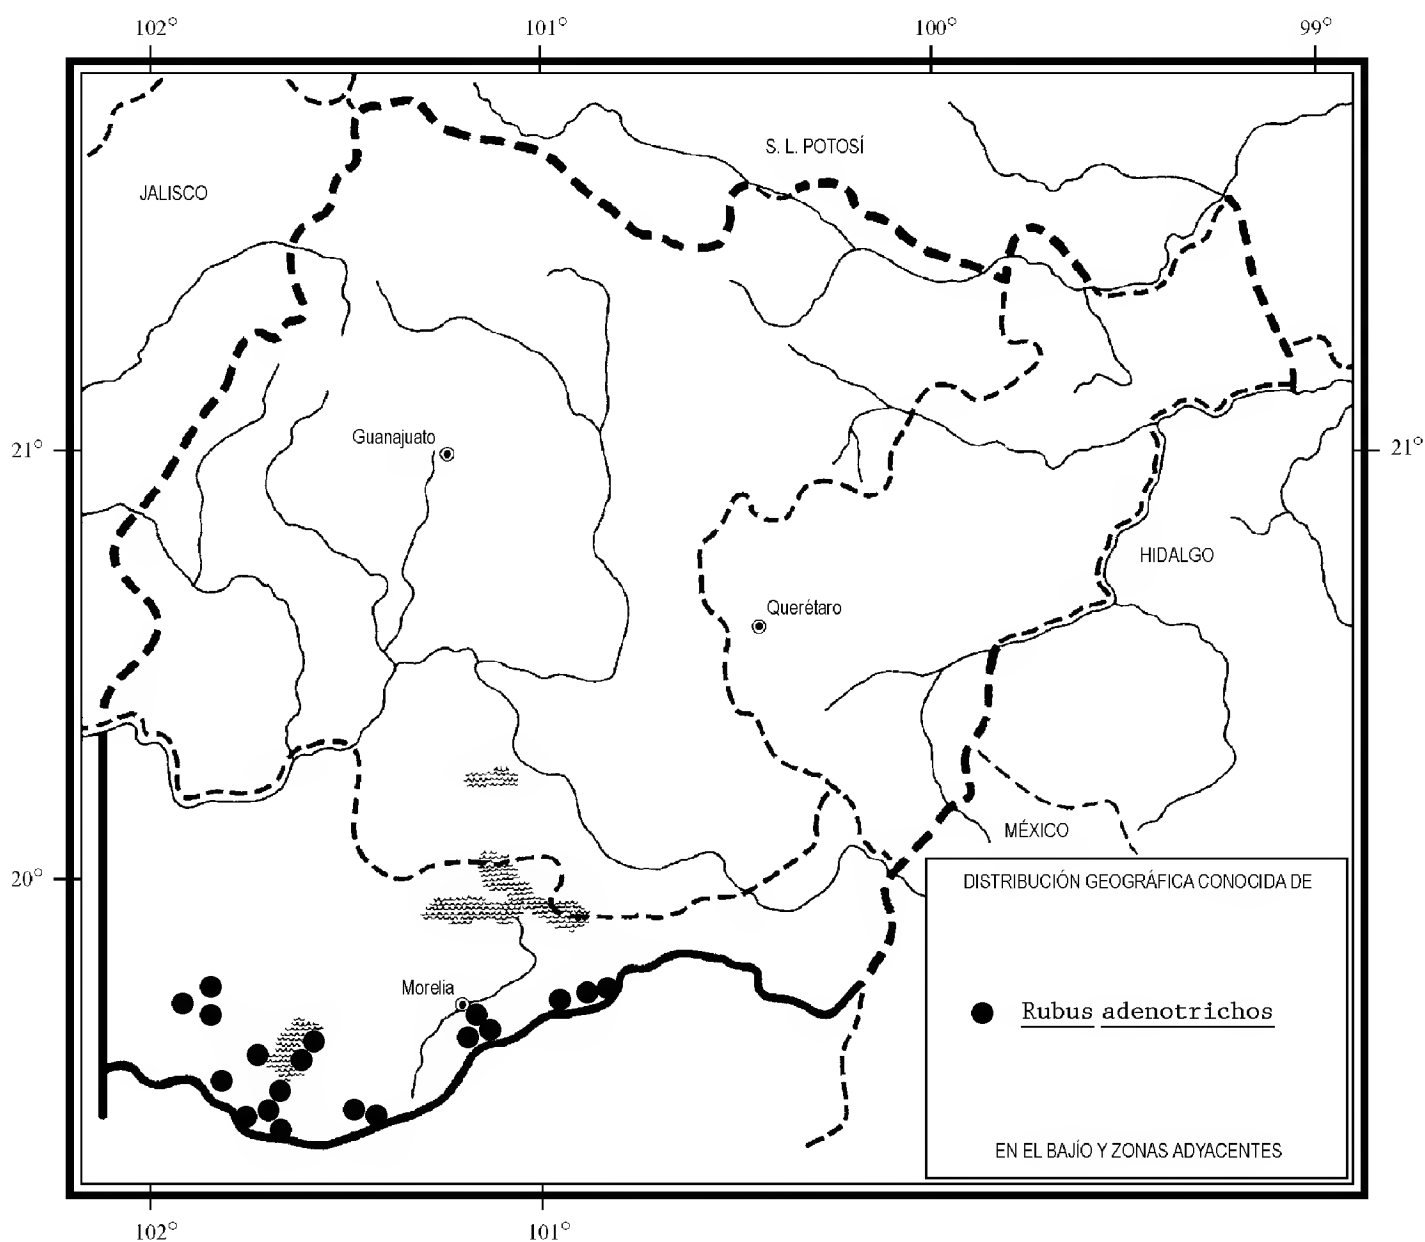 102° 101° 100° 99°
S. L. POTOSÍ
JALISCO
Guanajuato
21° 21°
HIDALGO
Querétaro
MÉXICO
20°
DISTRIBUCIÓN GEOGRÁFICA CONOCIDA DE
Morelia
Rubus adenotrichos
EN EL BAJÍO Y ZONAS ADYACENTES
102° 101°